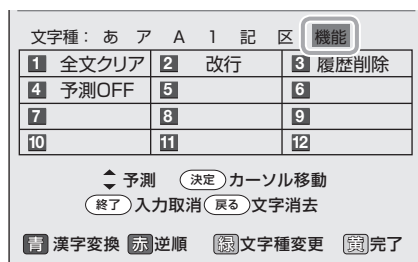 文字種： あ ア A 1 記 区 機能
1 全文クリア 2 改行 3 履歴削除
4 予測OFF 5 6
7 8 9
10 11 12
予測 決定 カーソル移動
終了 入力取消 戻る 文字消去
青 漢字変換 赤 逆順 緑 文字種変更 黄 完了